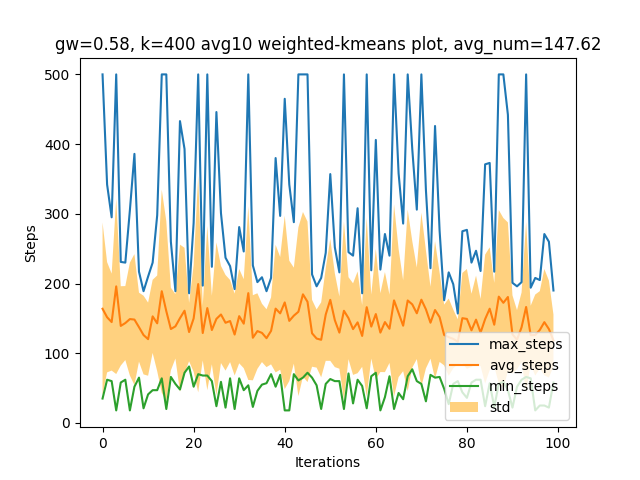 gw=0.58, k=400 avg10 weighted-kmeans plot, avg_num=147.62
Steps
500
400
300
200
100
0
0
20
40
60
80
100
Iterations
max_steps
avg_steps
min_steps
std